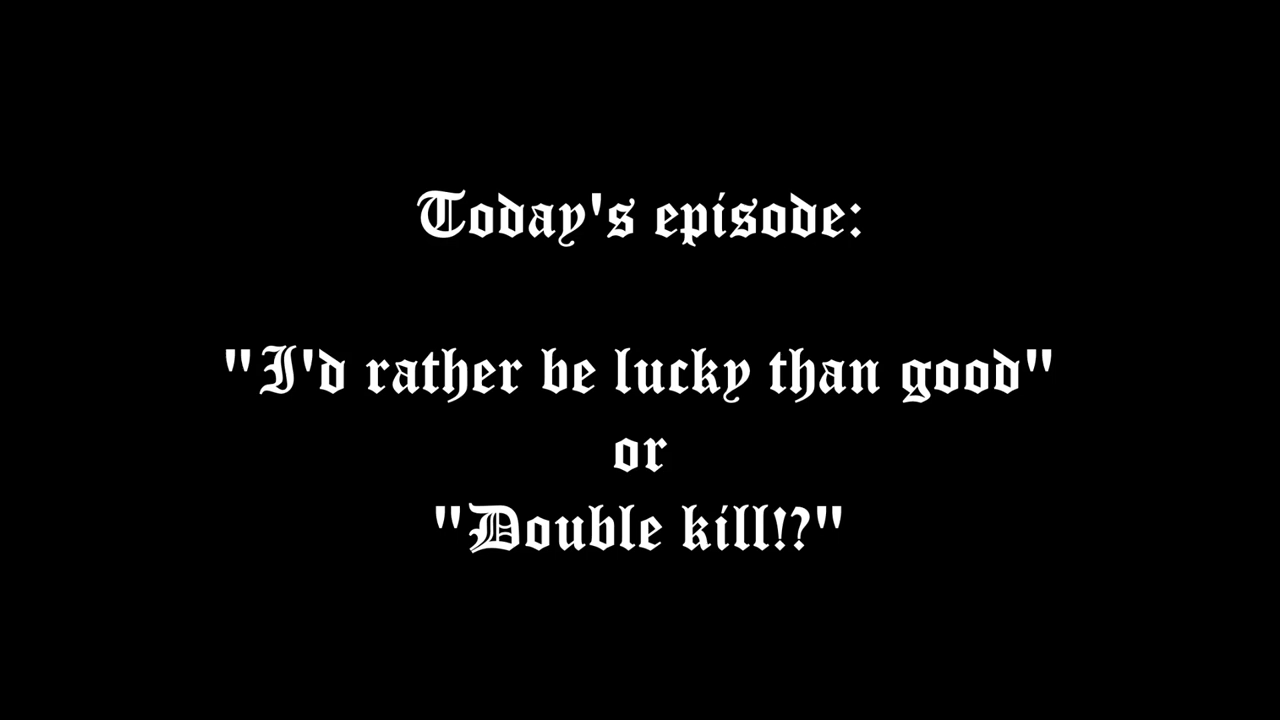 Today's episode:
"I'd rather be lucky than good"
or
"Double kill!?"